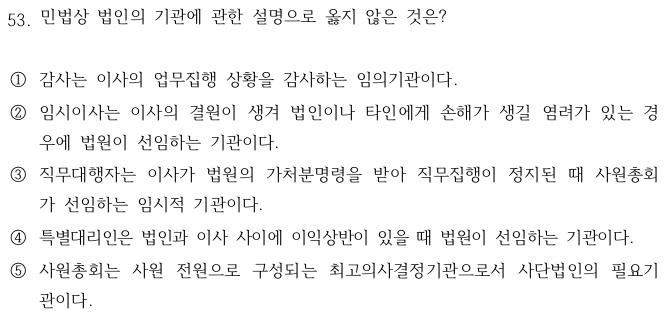 53. 민법상 법인의 기관에 관한 설명으로 옳지 않은 것은?
① 감사는 이사의 업무집행 상황을 감사하는 임의기관이다.
② 임시이사는 이사의 결원이 생겨 법인이나 타인에게 손해가 생길 염려가 있는 경
우에 법원이 선임하는 기관이다.
③ 직무대행자는 이사가 법원의 가처분명령을 받아 직무집행이 정지된 때 사원총회
가 선임하는 임시적 기관이다.
④ 특별대리인은 법인과 이사 사이에 이익상반이 있을 때 법원이 선임하는 기관이다.
⑤ 사원총회는 사원 전원으로 구성되는 최고의사결정기관으로서 사단법인의 필요기
관이다.